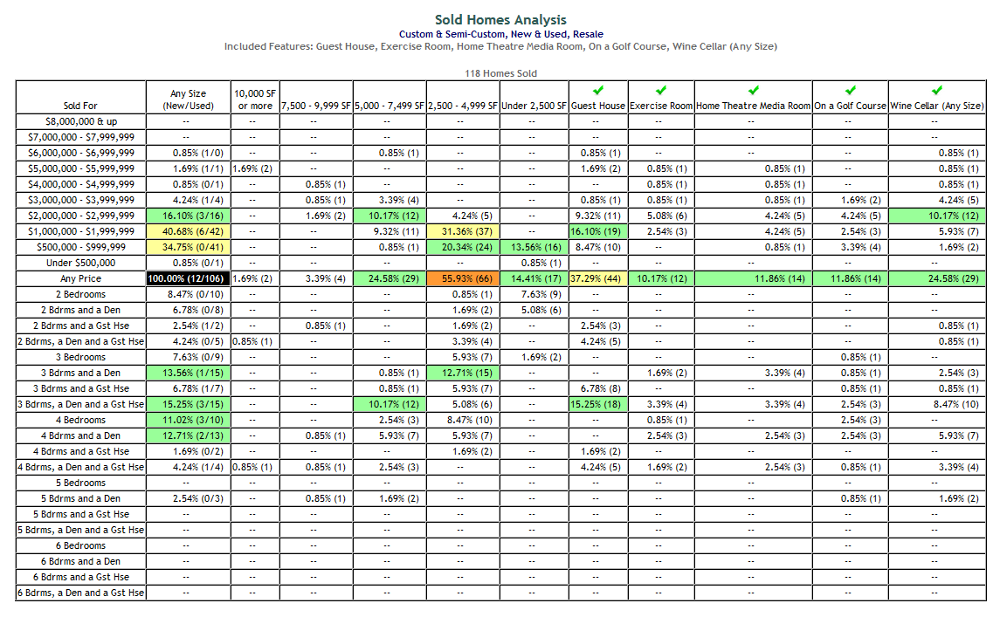 Sold Homes Analysis
Custom & Semi-Custom, New & Used, Resale
Included Features: Guest House, Exercise Room, Home Theatre Media Room, On a Golf Course, Wine Cellar (Any Size)
118 Homes Sold
Sold For Any Size (New/Used) 10,000 SF or more 7,500 - 9,999 SF 5,000 - 7,499 SF 2,500 - 4,999 SF Under 2,500 SF Guest House Exercise Room Home Theatre Media Room On a Golf Course Wine Cellar (Any Size)
$8,000,000 & up -- -- -- -- -- -- -- -- -- -- --
$7,000,000 - $7,999,999 -- -- -- -- -- -- -- -- -- -- --
$6,000,000 - $6,999,999 0.85% (1/0) -- -- 0.85% (1) -- -- 0.85% (1) -- -- -- 0.85% (1)
$5,000,000 - $5,999,999 1.69% (1/1) 1.69% (2) -- -- -- -- 1.69% (2) 0.85% (1) 0.85% (1) -- 0.85% (1)
$4,000,000 - $4,999,999 0.85% (0/1) -- 0.85% (1) -- -- -- -- 0.85% (1) 0.85% (1) -- 0.85% (1)
$3,000,000 - $3,999,999 4.24% (1/4) -- 0.85% (1) 3.39% (4) -- -- 0.85% (1) 0.85% (1) 0.85% (1) 1.69% (2) 4.24% (5)
$2,000,000 - $2,999,999 16.10% (3/16) -- 1.69% (2) 10.17% (12) 4.24% (5) -- 9.32% (11) 5.08% (6) 4.24% (5) 4.24% (5) 10.17% (12)
$1,000,000 - $1,999,999 40.68% (6/42) -- -- 9.32% (11) 31.36% (37) -- 16.10% (19) 2.54% (3) 4.24% (5) 2.54% (3) 5.93% (7)
$500,000 - $999,999 34.75% (0/41) -- -- 0.85% (1) 20.34% (24) 13.56% (16) 8.47% (10) -- 0.85% (1) 3.39% (4) 1.69% (2)
Under $500,000 0.85% (0/1) -- -- -- -- 0.85% (1) -- -- -- -- --
Any Price 100.00% (12/106) 1.69% (2) 3.39% (4) 24.58% (29) 55.93% (66) 14.41% (17) 37.29% (44) 10.17% (12) 11.86% (14) 11.86% (14) 24.58% (29)
2 Bedrooms 8.47% (0/10) -- -- -- 0.85% (1) 7.63% (9) -- -- -- -- --
2 Bdrms and a Den 6.78% (0/8) -- -- -- 1.69% (2) 5.08% (6) -- -- -- -- --
2 Bdrms and a Gst Hse 2.54% (1/2) -- 0.85% (1) -- 1.69% (2) -- 2.54% (3) -- -- -- 0.85% (1)
2 Bdrms, a Den and a Gst Hse 4.24% (0/5) 0.85% (1) -- -- 3.39% (4) -- 4.24% (5) -- -- -- 0.85% (1)
3 Bedrooms 7.63% (0/9) -- -- -- 5.93% (7) 1.69% (2) -- -- -- 0.85% (1) --
3 Bdrms and a Den 13.56% (1/15) -- -- 0.85% (1) 12.71% (15) -- -- 1.69% (2) 3.39% (4) 0.85% (1) 2.54% (3)
3 Bdrms and a Gst Hse 6.78% (1/7) -- -- 0.85% (1) 5.93% (7) -- 6.78% (8) -- -- 0.85% (1) 0.85% (1)
3 Bdrms, a Den and a Gst Hse 15.25% (3/15) -- -- 10.17% (12) 5.08% (6) -- 15.25% (18) 3.39% (4) 3.39% (4) 2.54% (3) 8.47% (10)
4 Bedrooms 11.02% (3/10) -- -- 2.54% (3) 8.47% (10) -- -- 0.85% (1) -- 2.54% (3) --
4 Bdrms and a Den 12.71% (2/13) -- 0.85% (1) 5.93% (7) 5.93% (7) -- -- 2.54% (3) 2.54% (3) 2.54% (3) 5.93% (7)
4 Bdrms and a Gst Hse 1.69% (0/2) -- -- -- 1.69% (2) -- 1.69% (2) -- -- -- --
4 Bdrms, a Den and a Gst Hse 4.24% (1/4) 0.85% (1) 0.85% (1) 2.54% (3) -- -- 4.24% (5) 1.69% (2) 2.54% (3) 0.85% (1) 3.39% (4)
5 Bedrooms -- -- -- -- -- -- -- -- -- -- --
5 Bdrms and a Den 2.54% (0/3) -- 0.85% (1) 1.69% (2) -- -- -- -- -- 0.85% (1) 1.69% (2)
5 Bdrms and a Gst Hse -- -- -- -- -- -- -- -- -- -- --
5 Bdrms, a Den and a Gst Hse -- -- -- -- -- -- -- -- -- -- --
6 Bedrooms -- -- -- -- -- -- -- -- -- -- --
6 Bdrms and a Den -- -- -- -- -- -- -- -- -- -- --
6 Bdrms and a Gst Hse -- -- -- -- -- -- -- -- -- -- --
6 Bdrms, a Den and a Gst Hse -- -- -- -- -- -- -- -- -- -- --